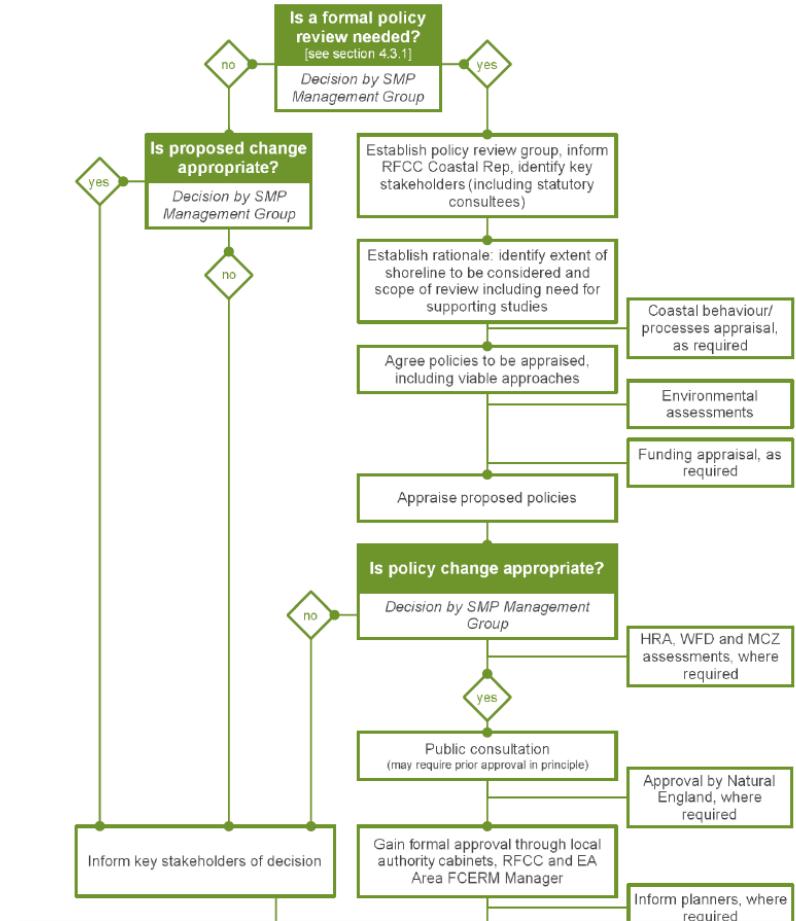 Is a formal policy
review needed?
[see section 4.3.1]
Decision by SMP
Management Group
no
yes
Is proposed change
appropriate?
Decision by SMP
Management Group
yes
no
Establish policy review group, inform
RFCC Coastal Rep, identify key
stakeholders (including statutory
consultees)
Establish rationale: identify extent of
shoreline to be considered and
scope of review including need for
supporting studies
Coastal behaviour/
processes appraisal,
as required
Agree policies to be appraised,
including viable approaches
Environmental
assessments
Funding appraisal, as
required
Appraise proposed policies
Is policy change appropriate?
Decision by SMP Management
Group
no
HRA, WFD and MCZ
assessments, where
required
yes
Public consultation
(may require prior approval in principle)
Approval by Natural
England, where
required
Inform key stakeholders of decision
Gain formal approval through local
authority cabinets, RFCC and EA
Area FCERM Manager
Inform planners, where
required